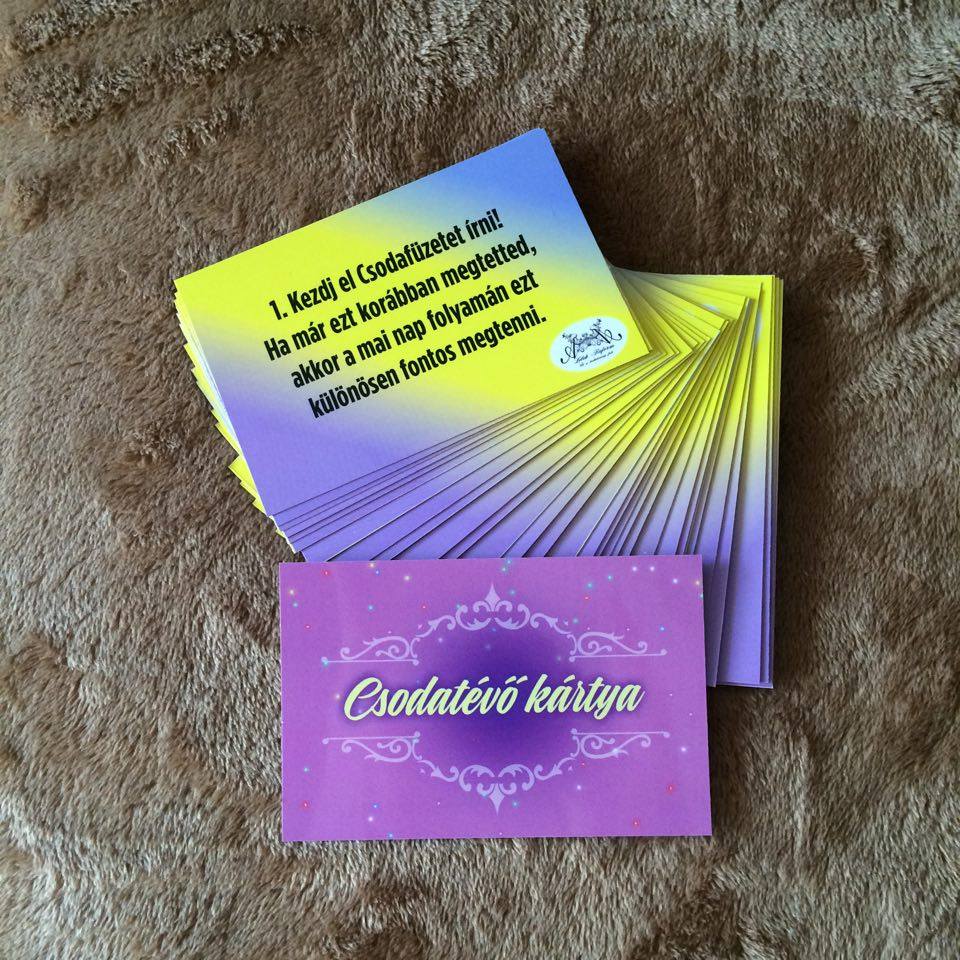 1. Kezdj el Csodafüzetet írni!
Ha már ezt korábban megtetted,
akkor a mai nap folyamán ezt
különösen fontos megtenni.
Csodatévő kártya